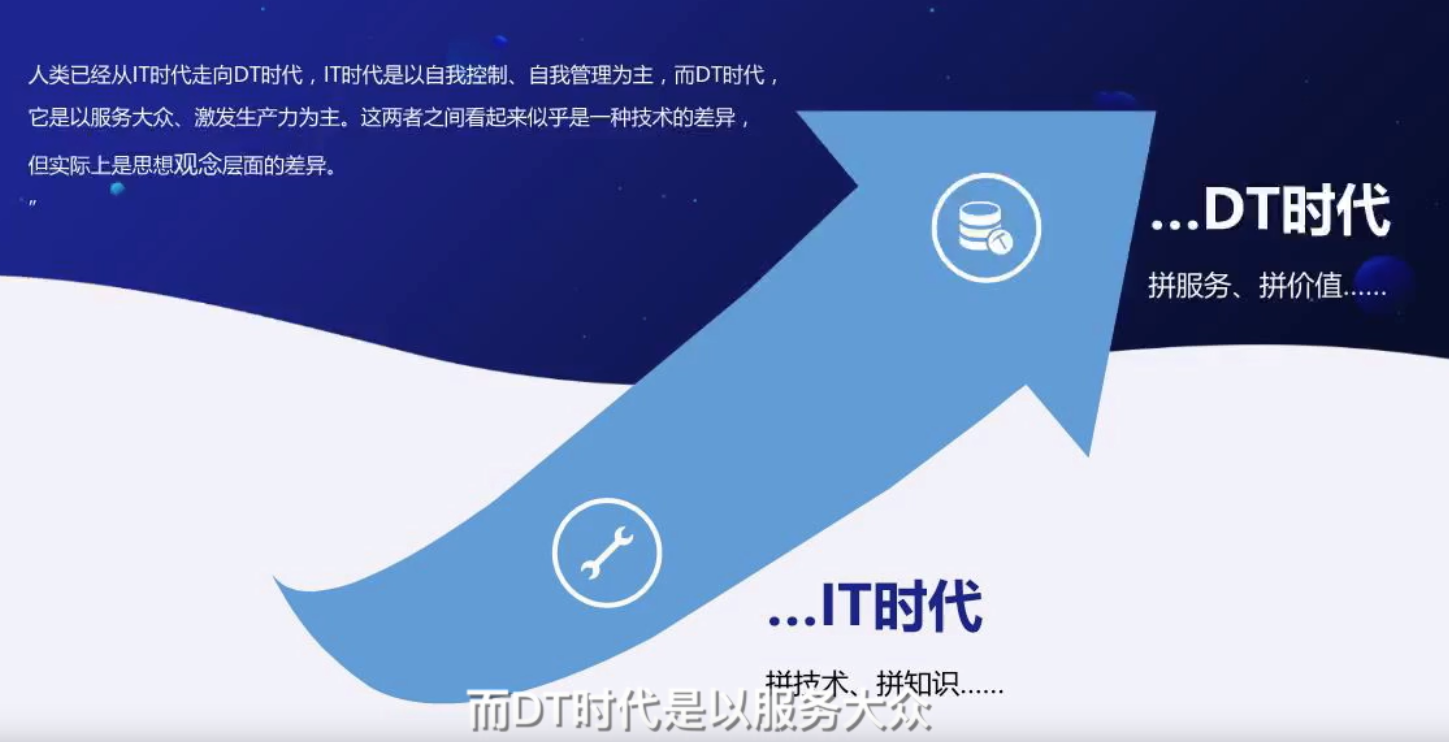 人类已经从IT时代走向DT时代，IT时代是以自我控制、自我管理为主，而DT时代，
它是以服务大众、激发生产力为主。这两者之间看起来似乎是一种技术的差异，
但实际上是思想观念层面的差异。
”
...DT时代
拼服务、拼价值......
...IT时代
拼技术、拼知识......
而DT时代是以服务大众